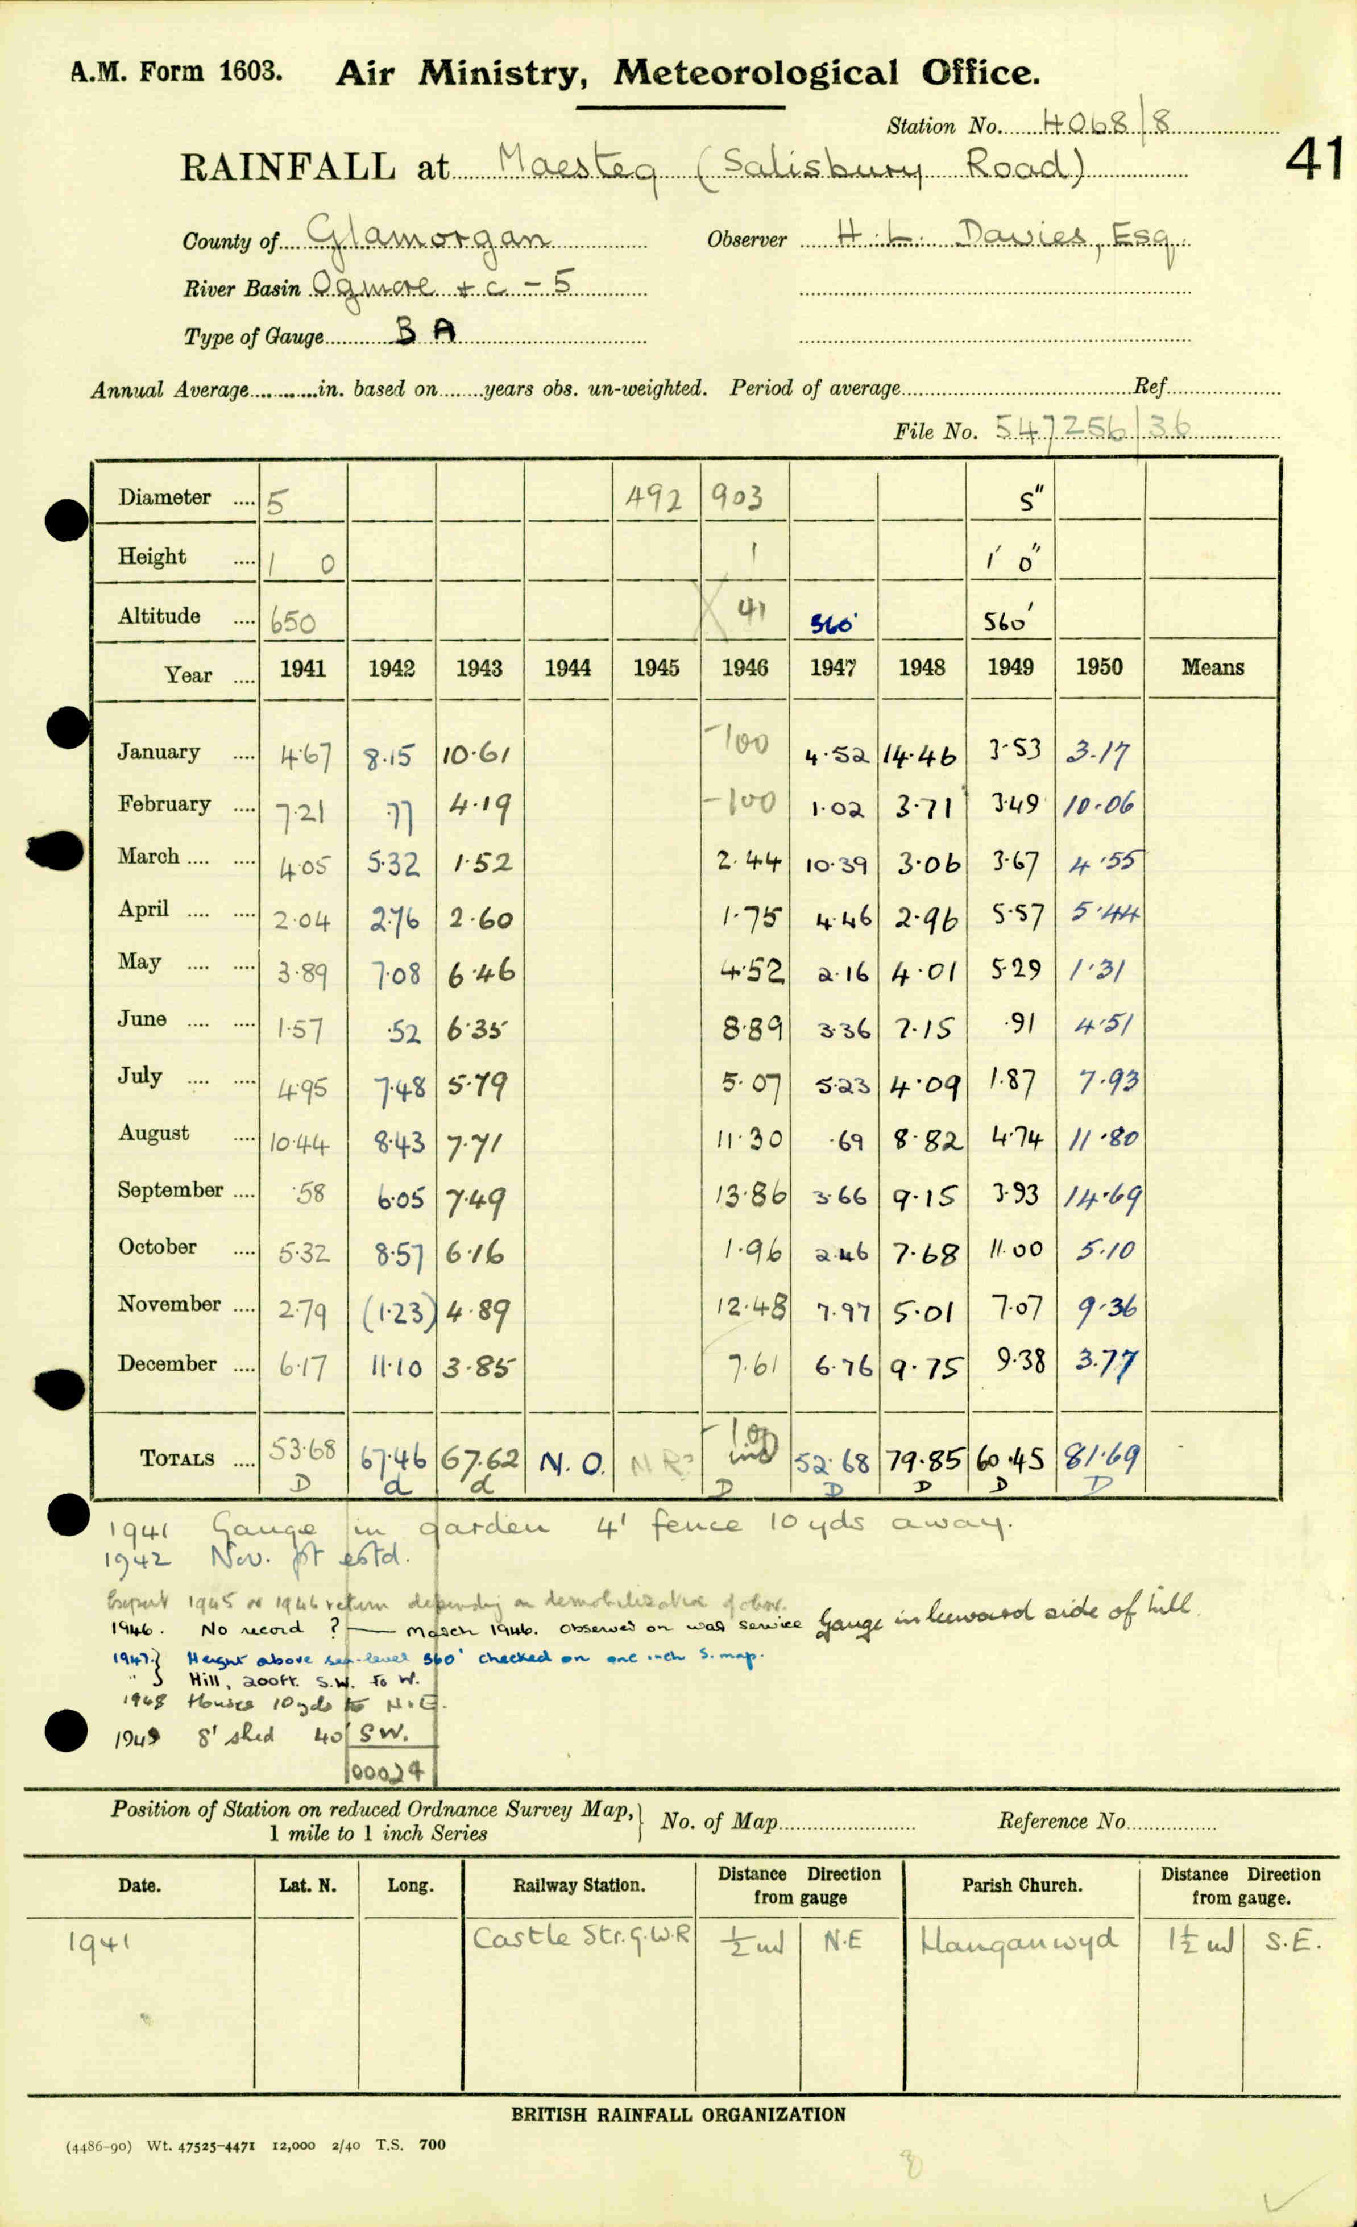 A.M. Form 1603. Air Ministry, Meteorological Office.
Station No. 4068/8
41
RAINFALL at Maesteg (Salisbury Road)
County of Glamorgan Observer H. L. Davies, Esq.
River Basin Ogmore + c - 5
Type of Gauge B A
Annual Average in. based on years obs. un-weighted. Period of average Ref.
File No. 547256/36
Diameter 5 492 903 5"
Height 1 0 1 1' 0"
Altitude 650 41 560' 560'
Year 1941 1942 1943 1944 1945 1946 1947 1948 1949 1950 Means
January 4.67 8.15 10.61 -100 4.52 14.46 3.53 3.17
February 7.21 .77 4.19 -100 1.02 3.71 3.49 10.06
March 4.05 5.32 1.52 2.44 10.39 3.06 3.67 4.55
April 2.04 2.76 2.60 1.75 4.46 2.96 5.57 5.44
May 3.89 7.08 6.46 4.52 2.16 4.01 5.29 1.31
June 1.57 .52 6.35 8.89 3.36 7.15 .91 4.51
July 4.95 7.48 5.79 5.07 5.23 4.09 1.87 7.93
August 10.44 8.43 7.71 11.30 .69 8.82 4.74 11.80
September .58 6.05 7.49 13.86 3.66 9.15 3.93 14.69
October 5.32 8.57 6.16 1.96 2.46 7.68 11.00 5.10
November 2.79 (1.23) 4.89 12.48 7.97 5.01 7.07 9.36
December 6.17 11.10 3.85 7.61 6.76 9.75 9.38 3.77
TOTALS 53.68 67.46 67.62 N.O. N R? -100 ins 52.68 79.85 60.45 81.69
D d d D D D D D
1941 Gauge in garden 4' fence 10 yds away.
1942 Nov. pt estd.
Expect 1945 or 1946 return depending on demobilization of obsr.
1946. No record ? — March 1946. Observer on war service Gauge in leeward side of hill.
1947 } Height above sea-level 560' checked on one inch S. map.
" } Hill, 200ft. S.W. to W.
1948 Houses 10 yds to N.E.
1949 8' shed 40' SW.
00024
Position of Station on reduced Ordnance Survey Map, 1 mile to 1 inch Series } No. of Map Reference No.
Date. Lat. N. Long. Railway Station. Distance Direction from gauge Parish Church. Distance Direction from gauge.
1941 Castle Str. G.W.R ½ ml N.E Llanganwyd 1½ ml S.E.
BRITISH RAINFALL ORGANIZATION
(4486-90) Wt. 47525-4471 12,000 2/40 T.S. 700
8